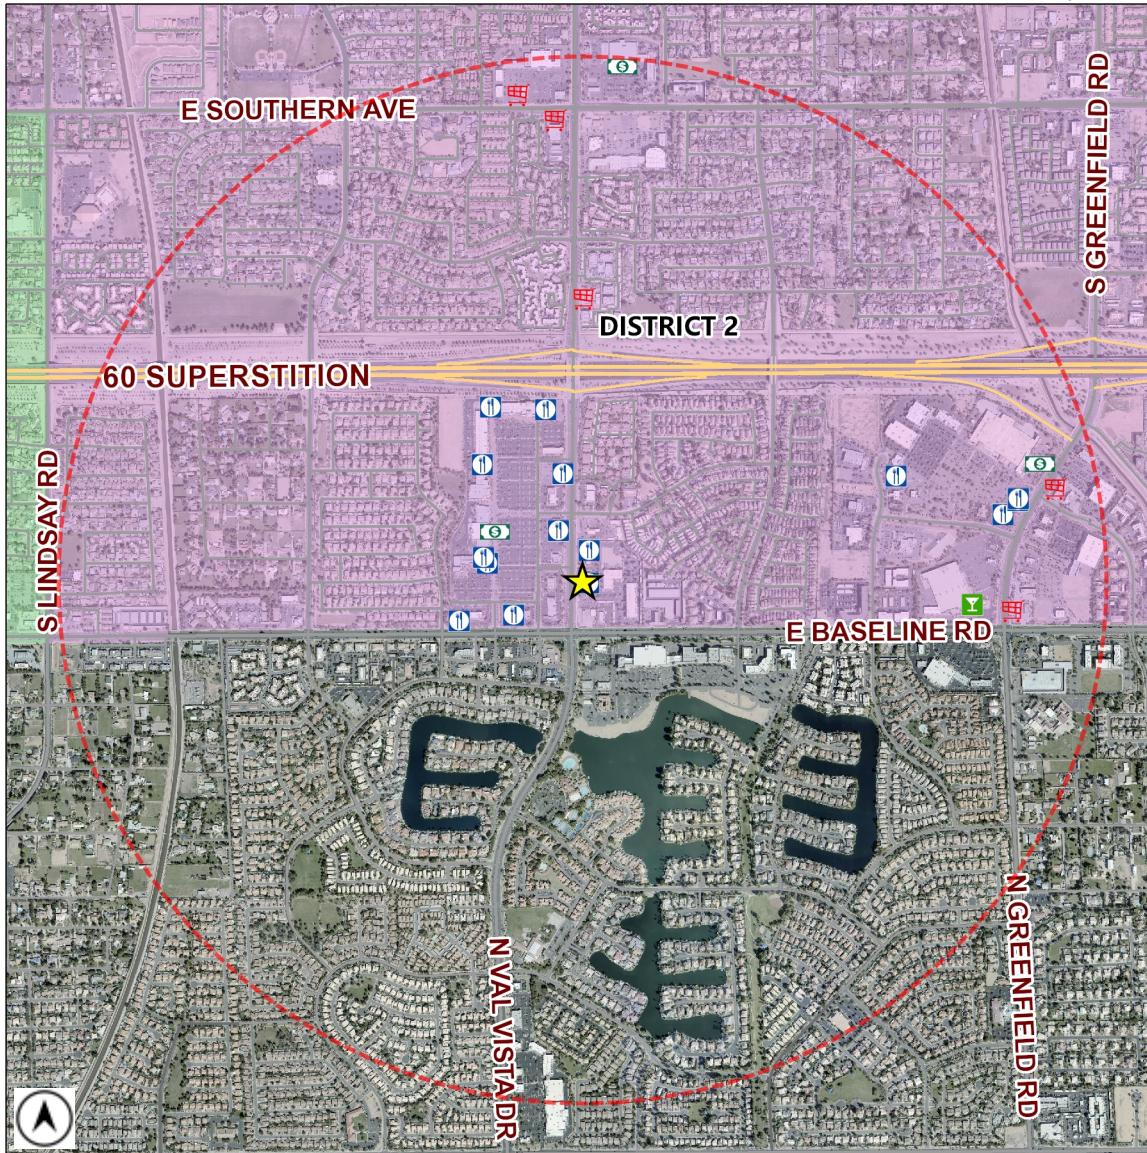 E SOUTHERN AVE
S GREENFIELD RD
DISTRICT 2
60 SUPERSTITION
S LINDSAY RD
E BASELINE RD
N VAL VISTA DR
N GREENFIELD RD